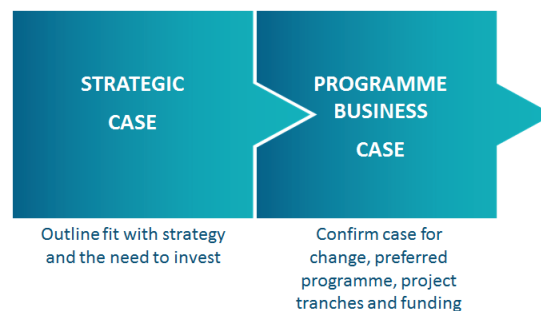 STRATEGIC
CASE
Outline fit with strategy
and the need to invest
PROGRAMME
BUSINESS
CASE
Confirm case for
change, preferred
programme, project
tranches and funding